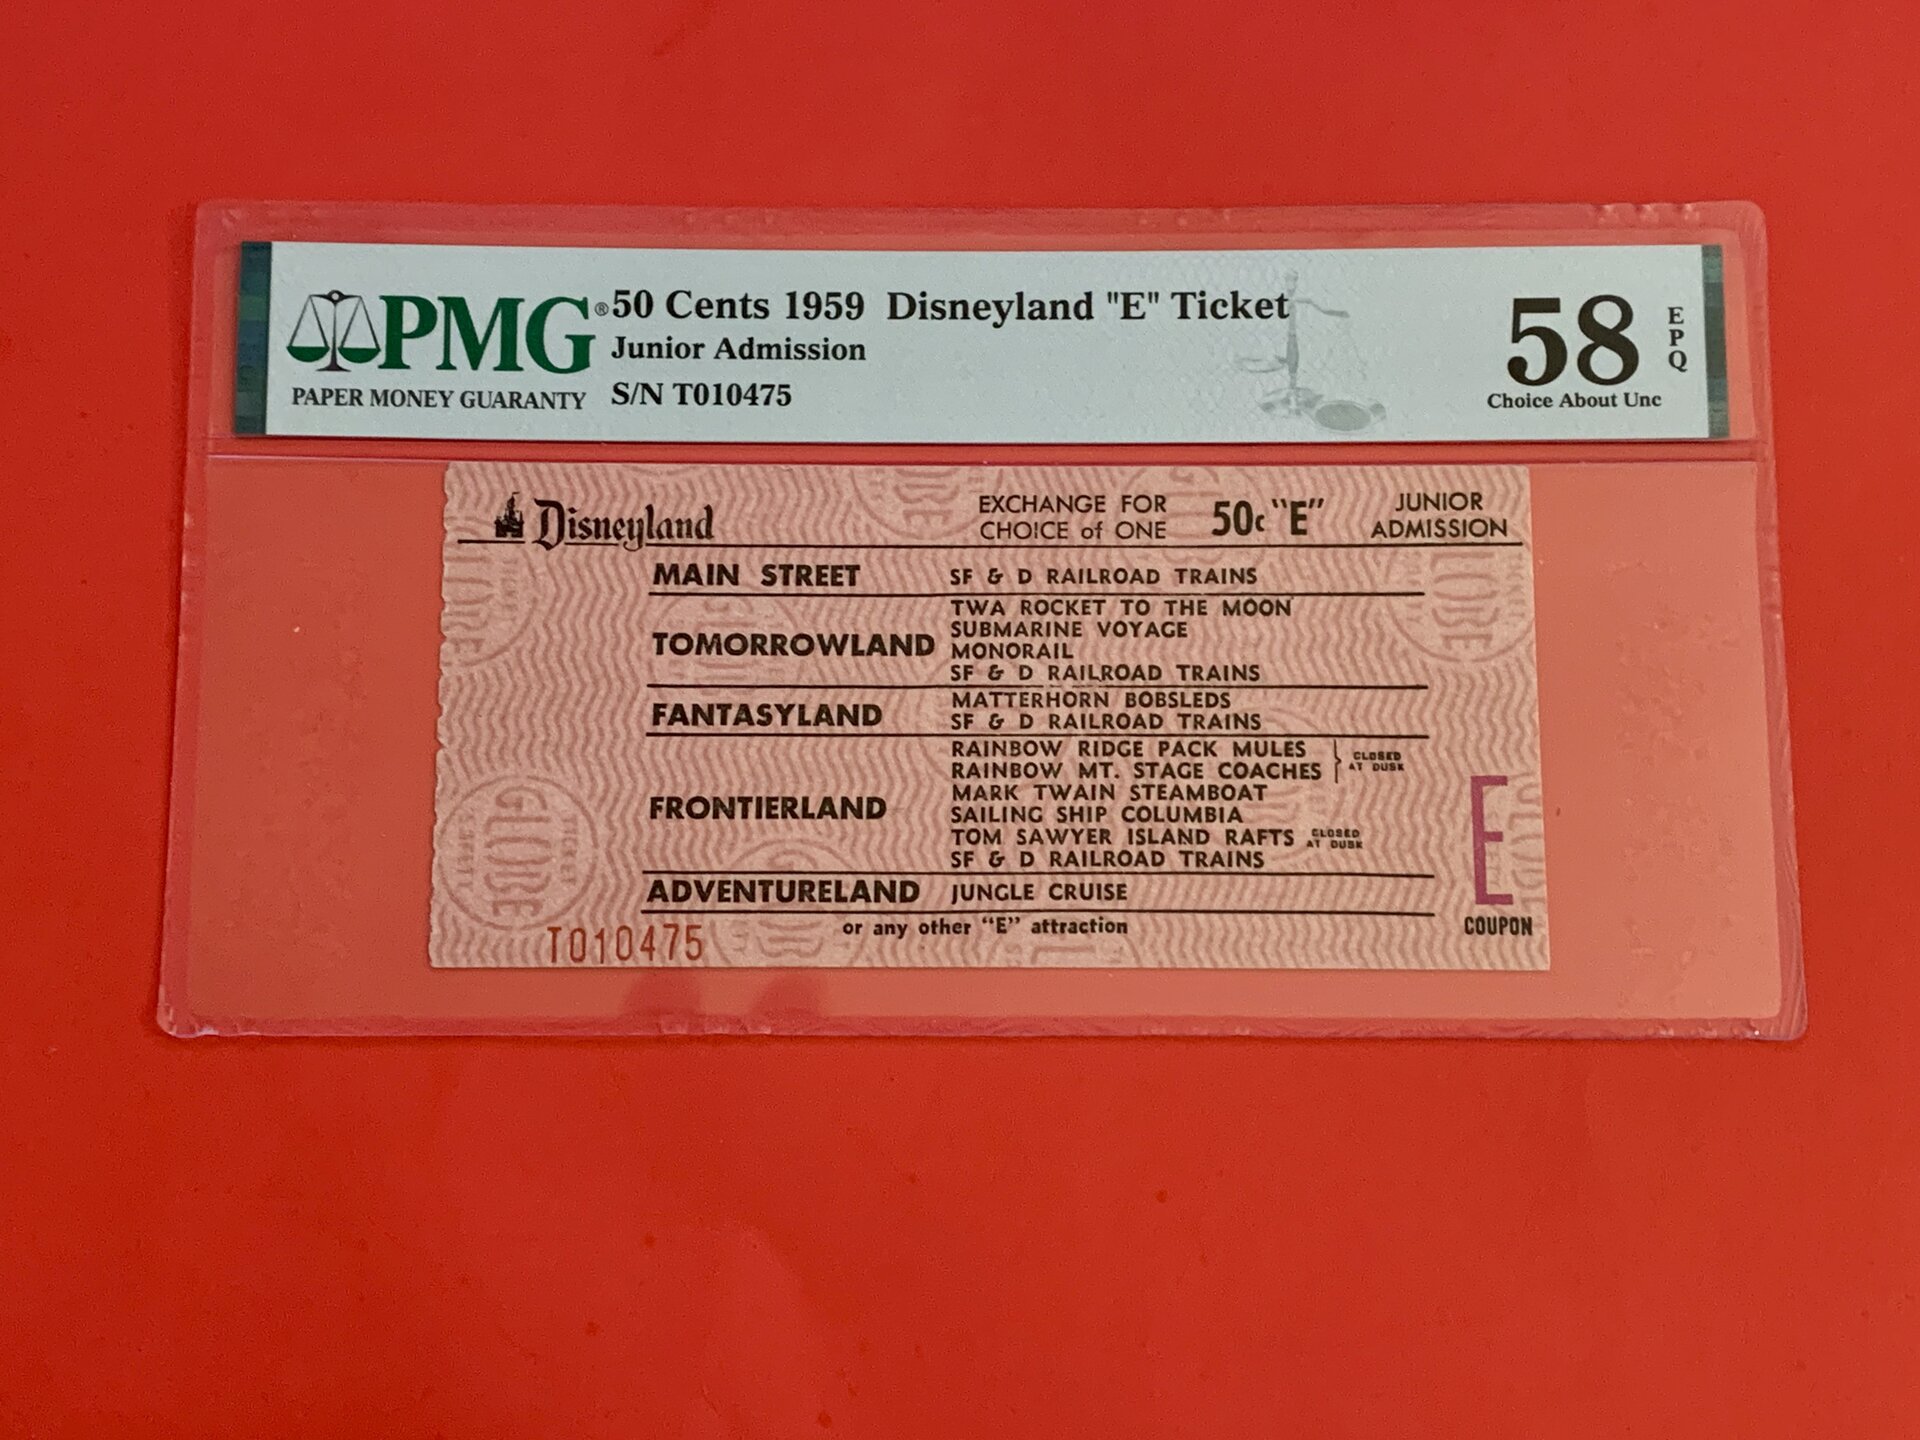 PMG® 50 Cents 1959 Disneyland "E" Ticket
Junior Admission
PAPER MONEY GUARANTY S/N T010475
58 EPQ
Choice About Unc
Disneyland
EXCHANGE FOR
CHOICE of ONE
50c "E"
JUNIOR
ADMISSION
MAIN STREET SF & D RAILROAD TRAINS
TOMORROWLAND
TWA ROCKET TO THE MOON
SUBMARINE VOYAGE
MONORAIL
SF & D RAILROAD TRAINS
FANTASYLAND
MATTERHORN BOBSLEDS
SF & D RAILROAD TRAINS
FRONTIERLAND
RAINBOW RIDGE PACK MULES
RAINBOW MT. STAGE COACHES
CLOSED
AT DUSK
MARK TWAIN STEAMBOAT
SAILING SHIP COLUMBIA
TOM SAWYER ISLAND RAFTS
CLOSED
AT DUSK
SF & D RAILROAD TRAINS
ADVENTURELAND JUNGLE CRUISE
or any other "E" attraction
E
COUPON
T010475
GLOBE
TICKET